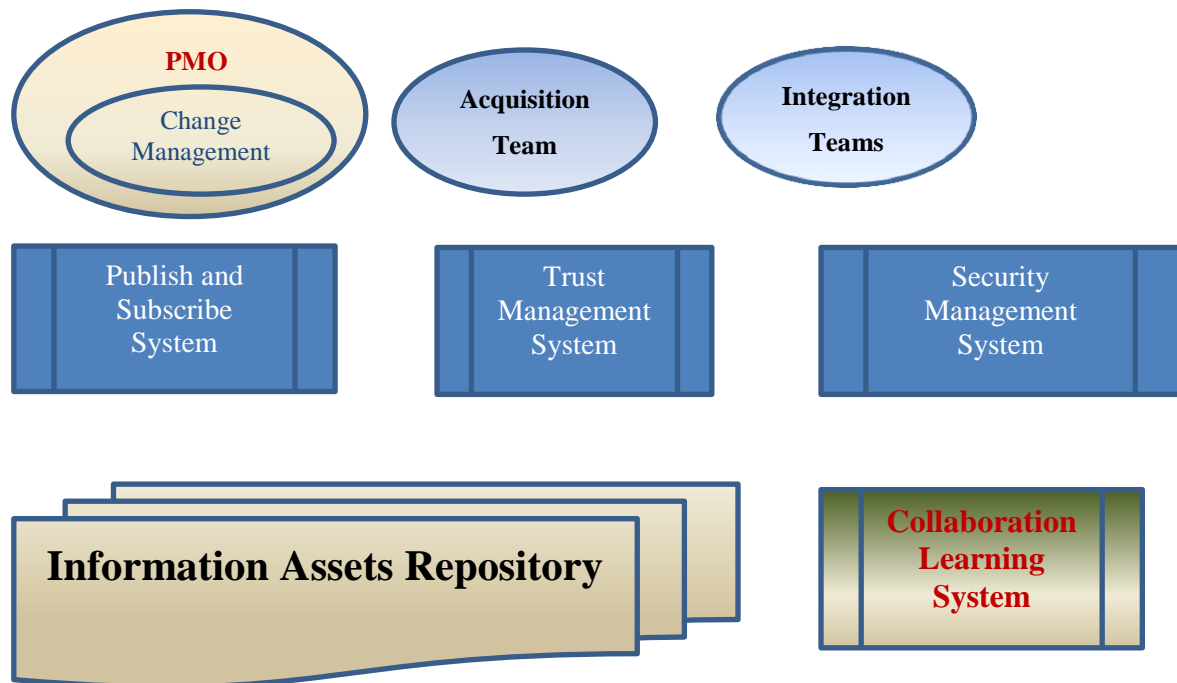 PMO
Change
Management
Acquisition
Team
Integration
Teams
Publish and
Subscribe
System
Trust
Management
System
Security
Management
System
Information Assets Repository
Collaboration
Learning
System